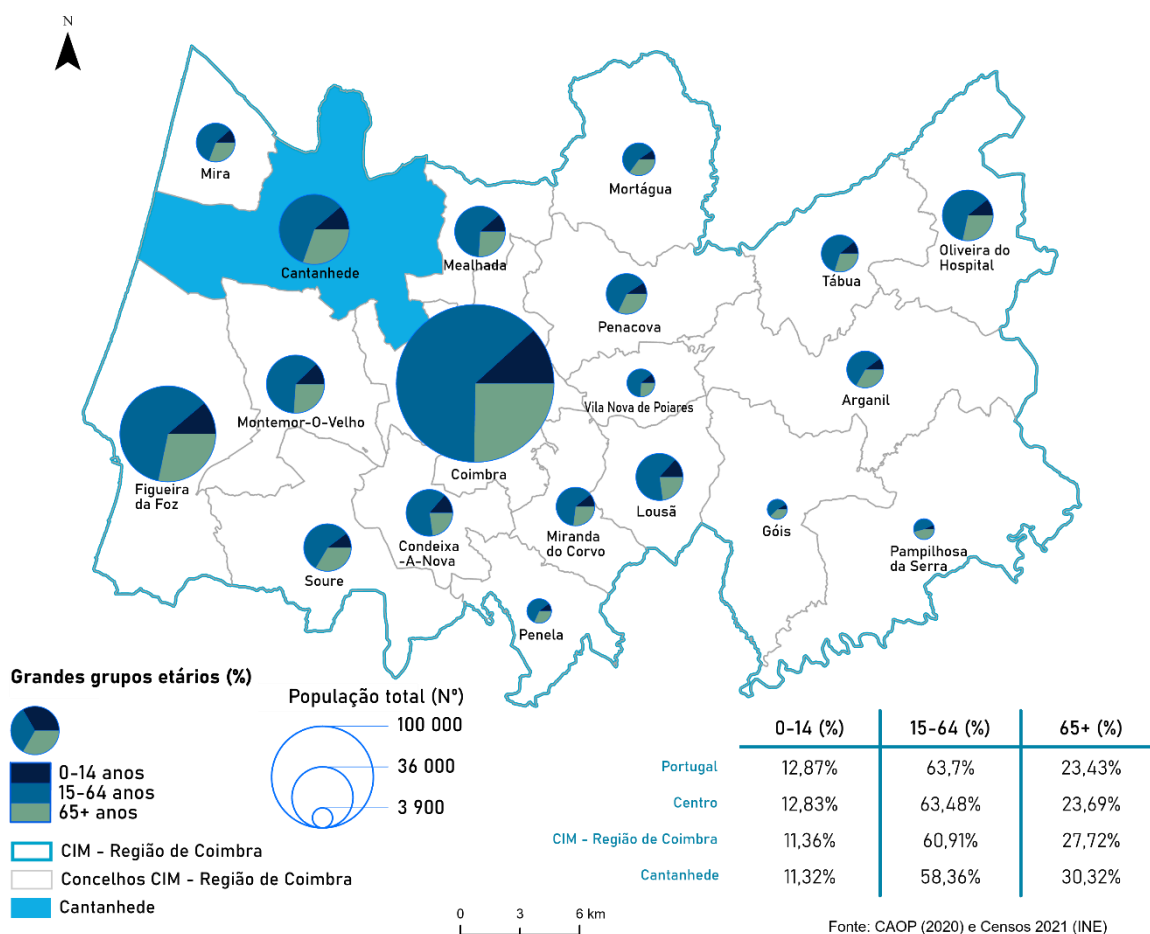 N
Mira
Cantanhede
Mealhada
Mortágua
Oliveira do
Hospital
Tábua
Penacova
Vila Nova de Poiares
Arganil
Montemor-O-Velho
Figueira
da Foz
Coimbra
Lousã
Góis
Pampilhosa
da Serra
Condeixa
-A-Nova
Miranda
do Corvo
Soure
Penela
Grandes grupos etários (%)
0-14 anos
15-64 anos
65+ anos
CIM - Região de Coimbra
Concelhos CIM - Região de Coimbra
Cantanhede
População total (Nº)
100 000
36 000
3 900
0 3 6 km
0-14 (%) 15-64 (%) 65+ (%)
Portugal 12,87% 63,7% 23,43%
Centro 12,83% 63,48% 23,69%
CIM - Região de Coimbra 11,36% 60,91% 27,72%
Cantanhede 11,32% 58,36% 30,32%
Fonte: CAOP (2020) e Censos 2021 (INE)